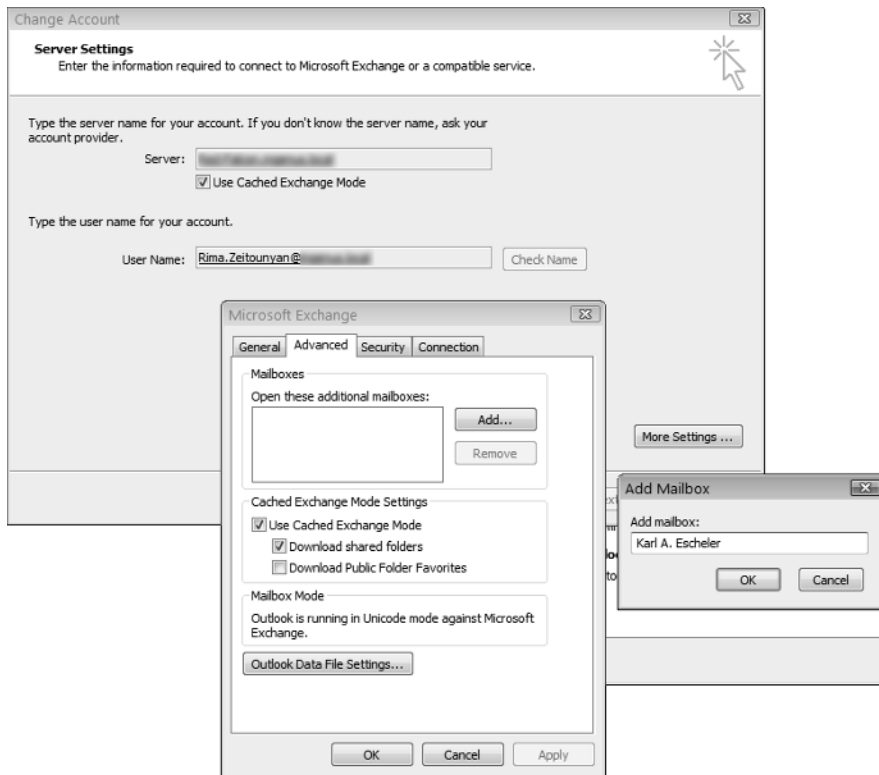 Change Account
Server Settings
Enter the information required to connect to Microsoft Exchange or a compatible service.
Type the server name for your account. If you don't know the server name, ask your
account provider.
Server:
Use Cached Exchange Mode
Type the user name for your account.
User Name: Rima.Zeitounyan@
Check Name
More Settings ...
Microsoft Exchange
General Advanced Security Connection
Mailboxes
Open these additional mailboxes:
Add...
Remove
Cached Exchange Mode Settings
Use Cached Exchange Mode
Download shared folders
Download Public Folder Favorites
Mailbox Mode
Outlook is running in Unicode mode against Microsoft
Exchange.
Outlook Data File Settings...
OK Cancel Apply
Add Mailbox
Add mailbox:
Karl A. Escheler
OK Cancel